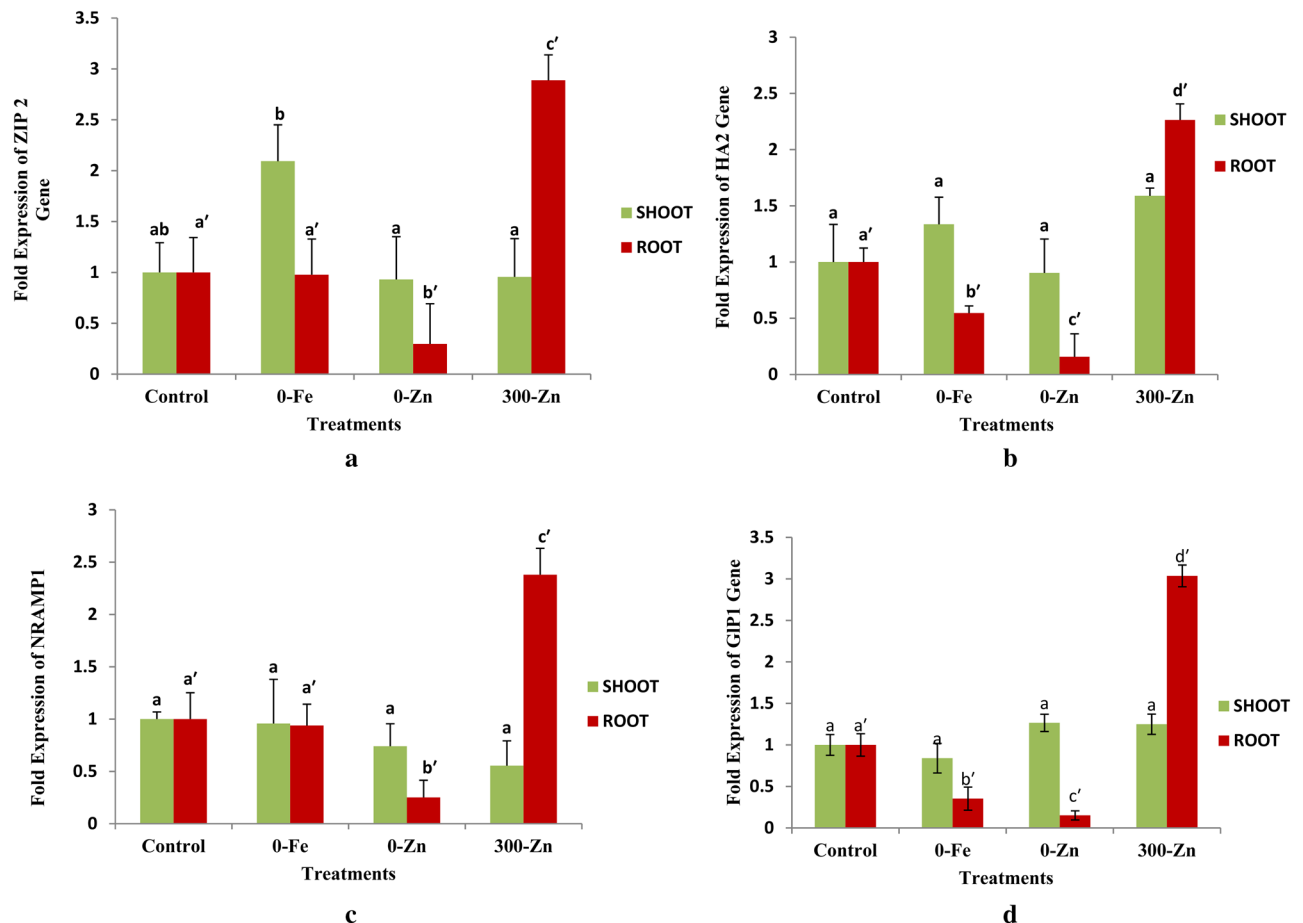 Fold Expression of ZIP 2
Gene
3.5
3
2.5
2
1.5
1
0.5
0
ab
a′
b
a′
a
b′
a
c′
Control
0-Fe
0-Zn
300-Zn
Treatments
SHOOT
ROOT
a
Fold Expression of HA2 Gene
3
2.5
2
1.5
1
0.5
0
a
a′
a
b′
a
c′
a
d′
Control
0-Fe
0-Zn
300-Zn
Treatments
SHOOT
ROOT
b
Fold Expression of NRAMP1
3
2.5
2
1.5
1
0.5
0
a
a′
a
a′
a
b′
a
c′
Control
0-Fe
0-Zn
300-Zn
Treatments
SHOOT
ROOT
c
Fold Expression of GIP1 Gene
3.5
3
2.5
2
1.5
1
0.5
0
a
a′
a
b′
a
c′
a
d′
Control
0-Fe
0-Zn
300-Zn
Treatments
SHOOT
ROOT
d